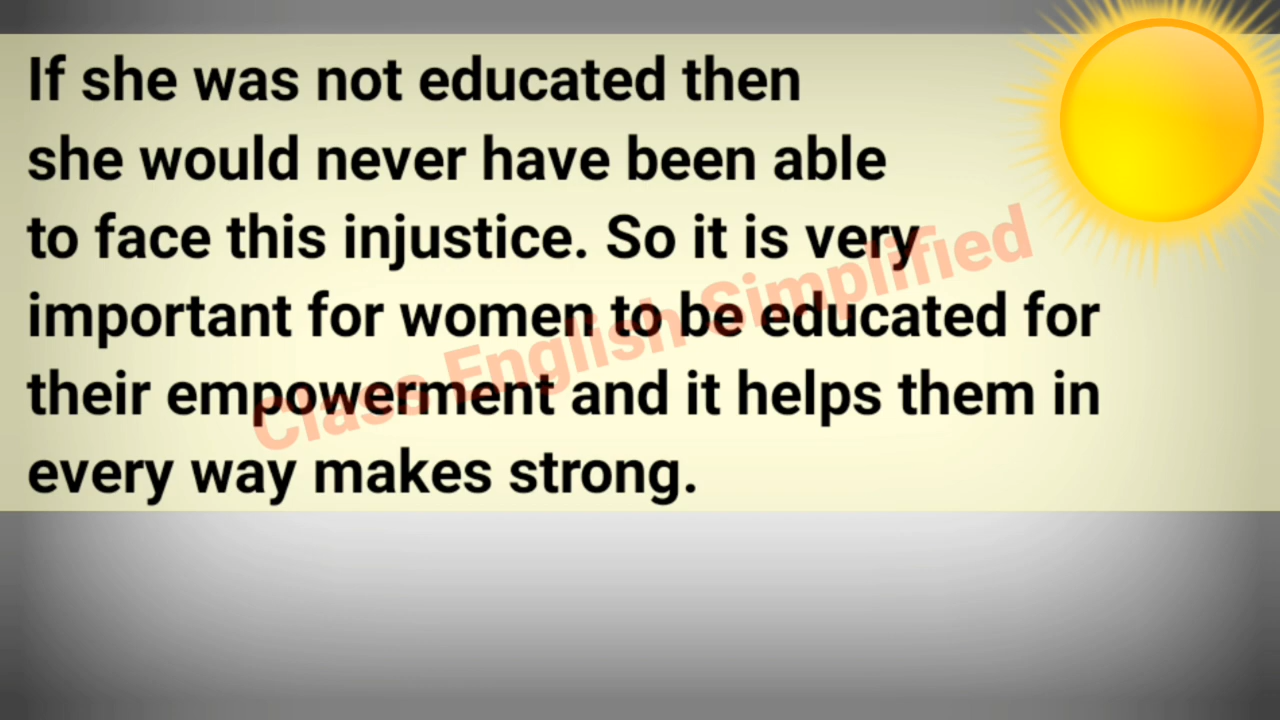 If she was not educated then
she would never have been able
to face this injustice. So it is very
important for women to be educated for
their empowerment and it helps them in
every way makes strong.
Class English Simplified